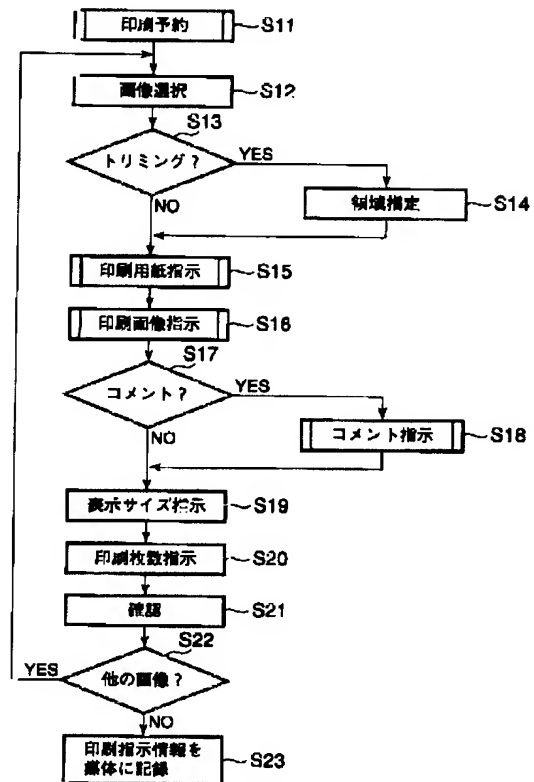 印刷予約 S11
画像選択 S12
S13
トリミング? YES
領域指定 S14
NO
印刷用紙指示 S15
印刷画像指示 S16
S17
コメント? YES
コメント指示 S18
NO
表示サイズ指示 S19
印刷枚数指示 S20
確認 S21
S22
YES 他の画像?
NO
印刷指示情報を
媒体に記録 S23